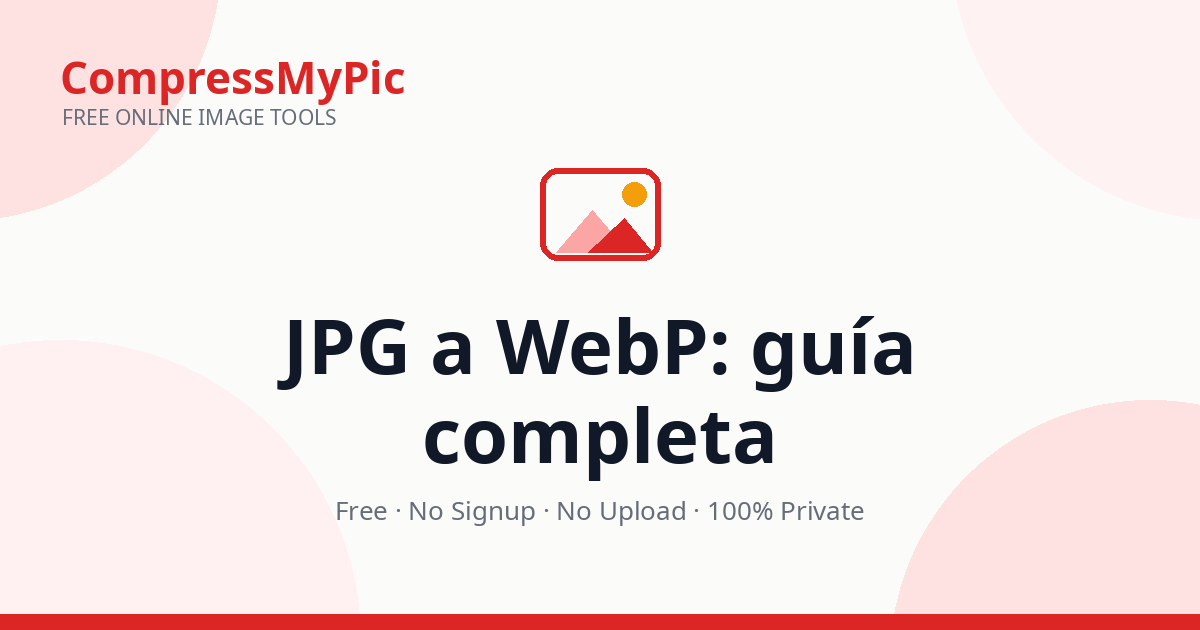 CompressMyPic
FREE ONLINE IMAGE TOOLS
JPG a WebP: guía
completa
Free · No Signup · No Upload · 100% Private